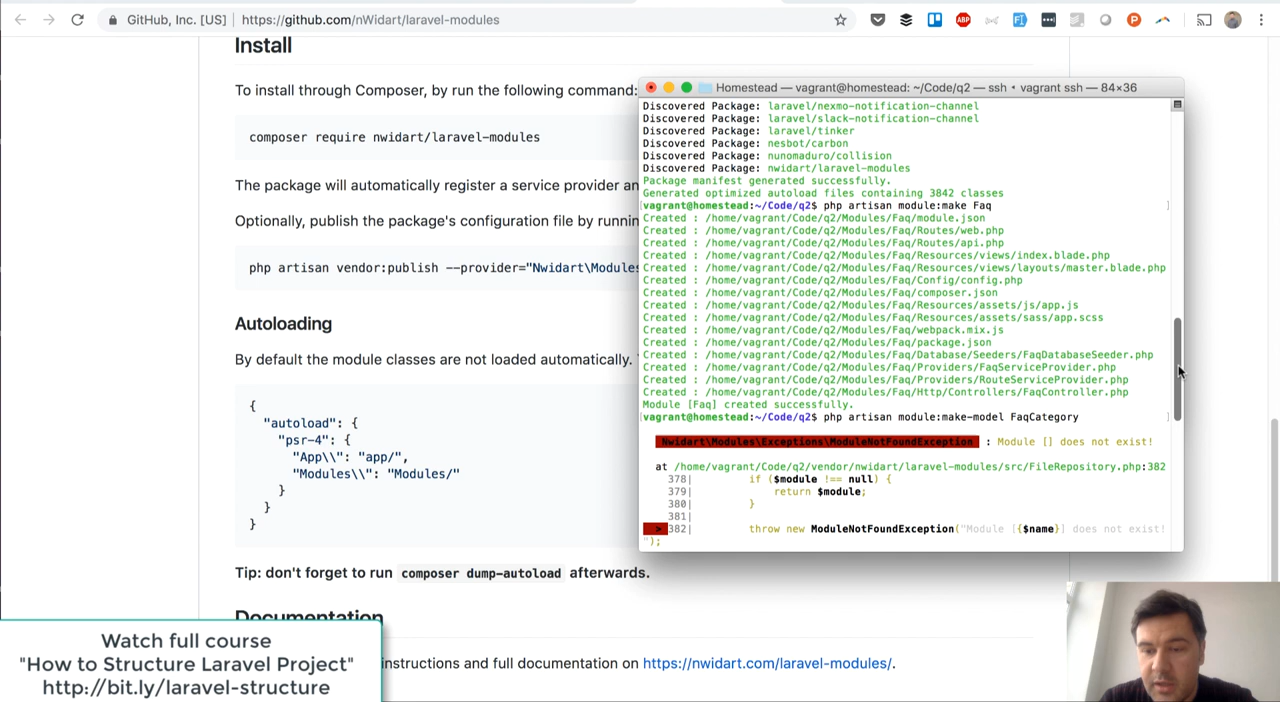 GitHub, Inc. [US] | https://github.com/nWidart/laravel-modules
Install
To install through Composer, by run the following command:
composer require nwidart/laravel-modules
The package will automatically register a service provider an
Optionally, publish the package's configuration file by runnin
php artisan vendor:publish --provider="Nwidart\Modules
Autoloading
By default the module classes are not loaded automatically.
{
"autoload": {
"psr-4": {
"App\\": "app/",
"Modules\\": "Modules/"
}
}
}
Tip: don't forget to run composer dump-autoload afterwards.
Documentation
instructions and full documentation on https://nwidart.com/laravel-modules/.
Homestead — vagrant@homestead: ~/Code/q2 — ssh • vagrant ssh — 84×36
Discovered Package: laravel/nexmo-notification-channel
Discovered Package: laravel/slack-notification-channel
Discovered Package: laravel/tinker
Discovered Package: nesbot/carbon
Discovered Package: nunomaduro/collision
Discovered Package: nwidart/laravel-modules
Package manifest generated successfully.
Generated optimized autoload files containing 3842 classes
[vagrant@homestead:~/Code/q2$ php artisan module:make Faq ]
Created : /home/vagrant/Code/q2/Modules/Faq/module.json
Created : /home/vagrant/Code/q2/Modules/Faq/Routes/web.php
Created : /home/vagrant/Code/q2/Modules/Faq/Routes/api.php
Created : /home/vagrant/Code/q2/Modules/Faq/Resources/views/index.blade.php
Created : /home/vagrant/Code/q2/Modules/Faq/Resources/views/layouts/master.blade.php
Created : /home/vagrant/Code/q2/Modules/Faq/Config/config.php
Created : /home/vagrant/Code/q2/Modules/Faq/composer.json
Created : /home/vagrant/Code/q2/Modules/Faq/Resources/assets/js/app.js
Created : /home/vagrant/Code/q2/Modules/Faq/Resources/assets/sass/app.scss
Created : /home/vagrant/Code/q2/Modules/Faq/webpack.mix.js
Created : /home/vagrant/Code/q2/Modules/Faq/package.json
Created : /home/vagrant/Code/q2/Modules/Faq/Database/Seeders/FaqDatabaseSeeder.php
Created : /home/vagrant/Code/q2/Modules/Faq/Providers/FaqServiceProvider.php
Created : /home/vagrant/Code/q2/Modules/Faq/Providers/RouteServiceProvider.php
Created : /home/vagrant/Code/q2/Modules/Faq/Http/Controllers/FaqController.php
Module [Faq] created successfully.
[vagrant@homestead:~/Code/q2$ php artisan module:make-model FaqCategory ]
Nwidart\Modules\Exceptions\ModuleNotFoundException : Module [] does not exist!
at /home/vagrant/Code/q2/vendor/nwidart/laravel-modules/src/FileRepository.php:382
378| if ($module !== null) {
379| return $module;
380| }
381|
> 382| throw new ModuleNotFoundException("Module [{$name}] does not exist!
");
Watch full course
"How to Structure Laravel Project"
http://bit.ly/laravel-structure